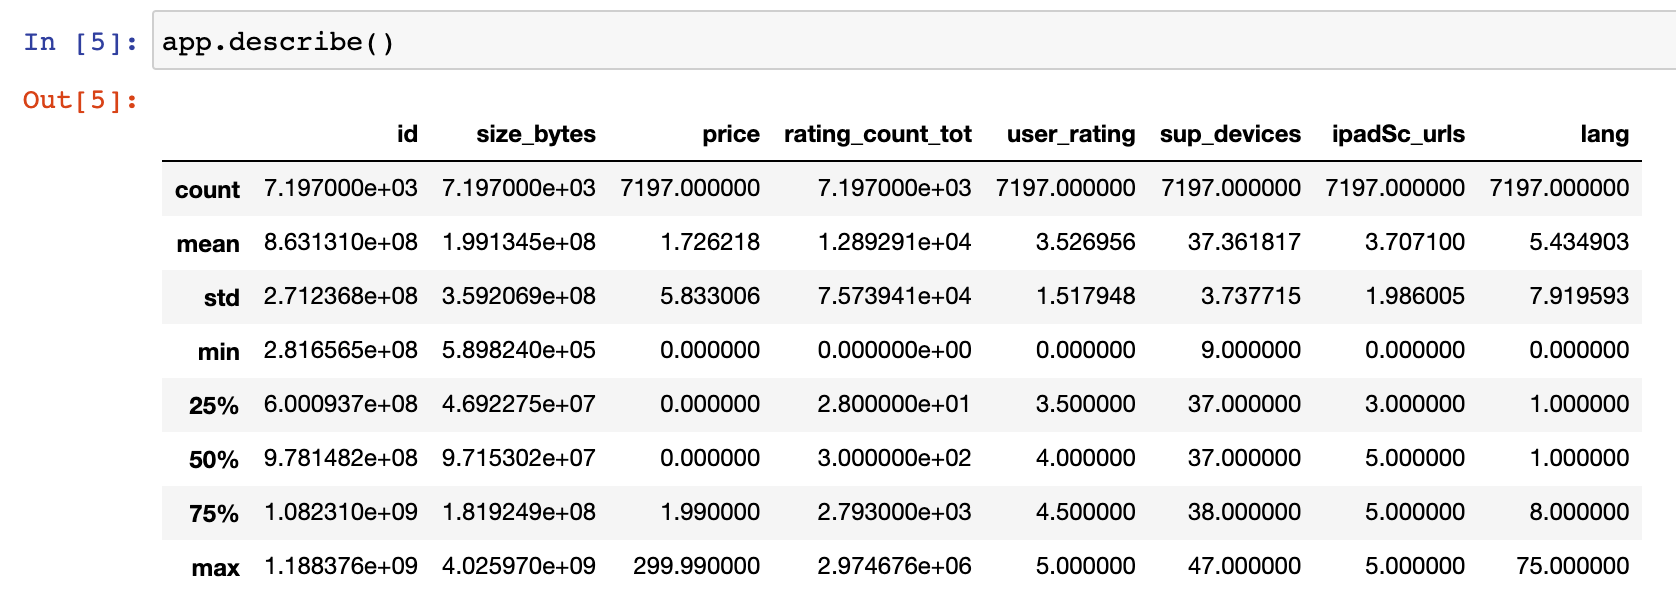 In [5]: app.describe()
Out[5]:
id size_bytes price rating_count_tot user_rating sup_devices ipadSc_urls lang
count 7.197000e+03 7.197000e+03 7197.000000 7.197000e+03 7197.000000 7197.000000 7197.000000 7197.000000
mean 8.631310e+08 1.991345e+08 1.726218 1.289291e+04 3.526956 37.361817 3.707100 5.434903
std 2.712368e+08 3.592069e+08 5.833006 7.573941e+04 1.517948 3.737715 1.986005 7.919593
min 2.816565e+08 5.898240e+05 0.000000 0.000000e+00 0.000000 9.000000 0.000000 0.000000
25% 6.000937e+08 4.692275e+07 0.000000 2.800000e+01 3.500000 37.000000 3.000000 1.000000
50% 9.781482e+08 9.715302e+07 0.000000 3.000000e+02 4.000000 37.000000 5.000000 1.000000
75% 1.082310e+09 1.819249e+08 1.990000 2.793000e+03 4.500000 38.000000 5.000000 8.000000
max 1.188376e+09 4.025970e+09 299.990000 2.974676e+06 5.000000 47.000000 5.000000 75.000000